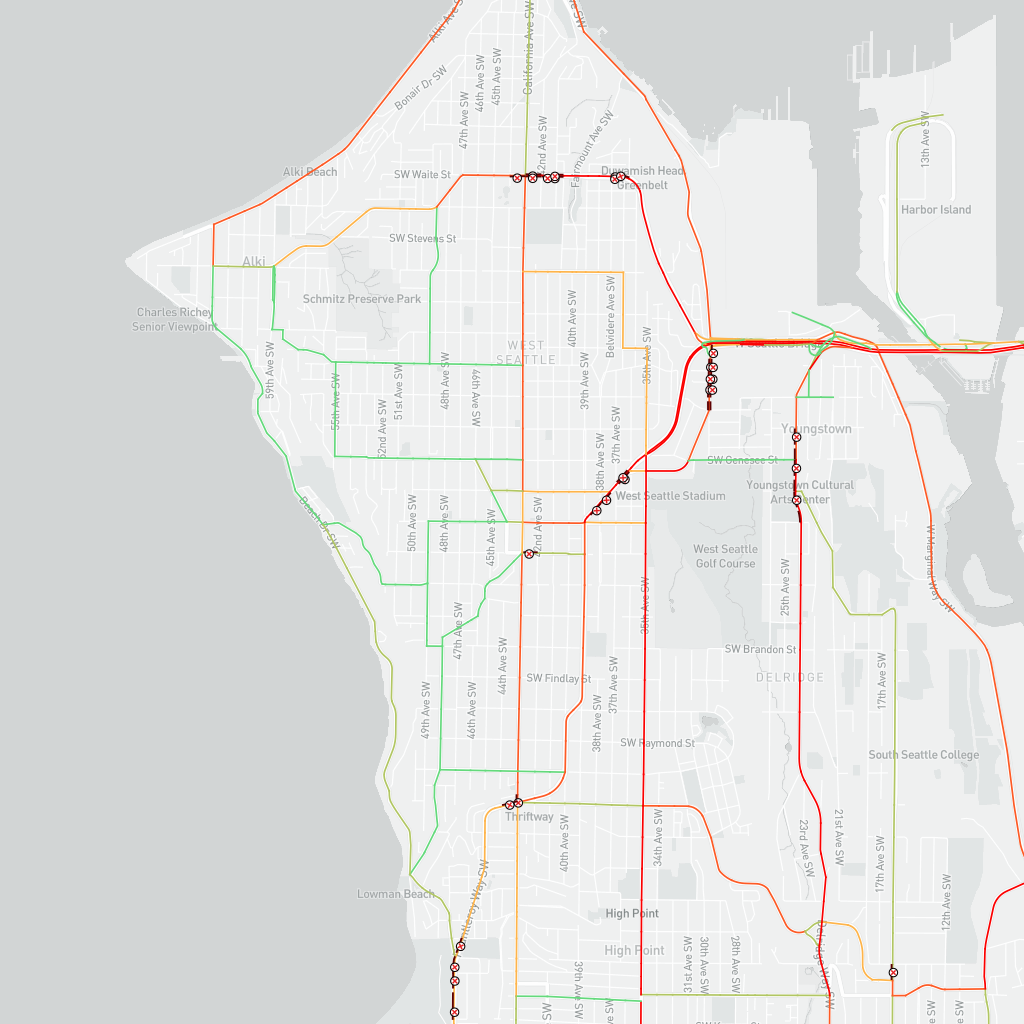 Alki Ave SW
California Ave SW
Bonair Dr SW
45th Ave SW
46th Ave SW
47th Ave SW
42nd Ave SW
Fairmount Ave SW
13th Ave SW
Alki Beach
SW Waite St
Duwamish Head
Greenbelt
Harbor Island
SW Stevens St
Alki
Schmitz Preserve Park
Charles Richey
Senior Viewpoint
Belvidere Ave SW
40th Ave SW
WEST
SEATTLE
35th Ave SW
59th Ave SW
55th Ave SW
51st Ave SW
48th Ave SW
46th Ave SW
39th Ave SW
52nd Ave SW
37th Ave SW
38th Ave SW
Youngstown
SW Genesee St
Youngstown Cultural
Arts Center
West Seattle Stadium
Beach Dr SW
50th Ave SW
48th Ave SW
45th Ave SW
42nd Ave SW
West Seattle
Golf Course
W Marginal Way SW
35th Ave SW
25th Ave SW
47th Ave SW
44th Ave SW
SW Brandon St
DELRIDGE
SW Findlay St
49th Ave SW
46th Ave SW
38th Ave SW
37th Ave SW
17th Ave SW
SW Raymond St
South Seattle College
Thriftway
40th Ave SW
34th Ave SW
23rd Ave SW
21st Ave SW
17th Ave SW
Lowman Beach
12th Ave SW
High Point
High Point
31st Ave SW
30th Ave SW
28th Ave SW
Delridge Way SW
39th Ave SW